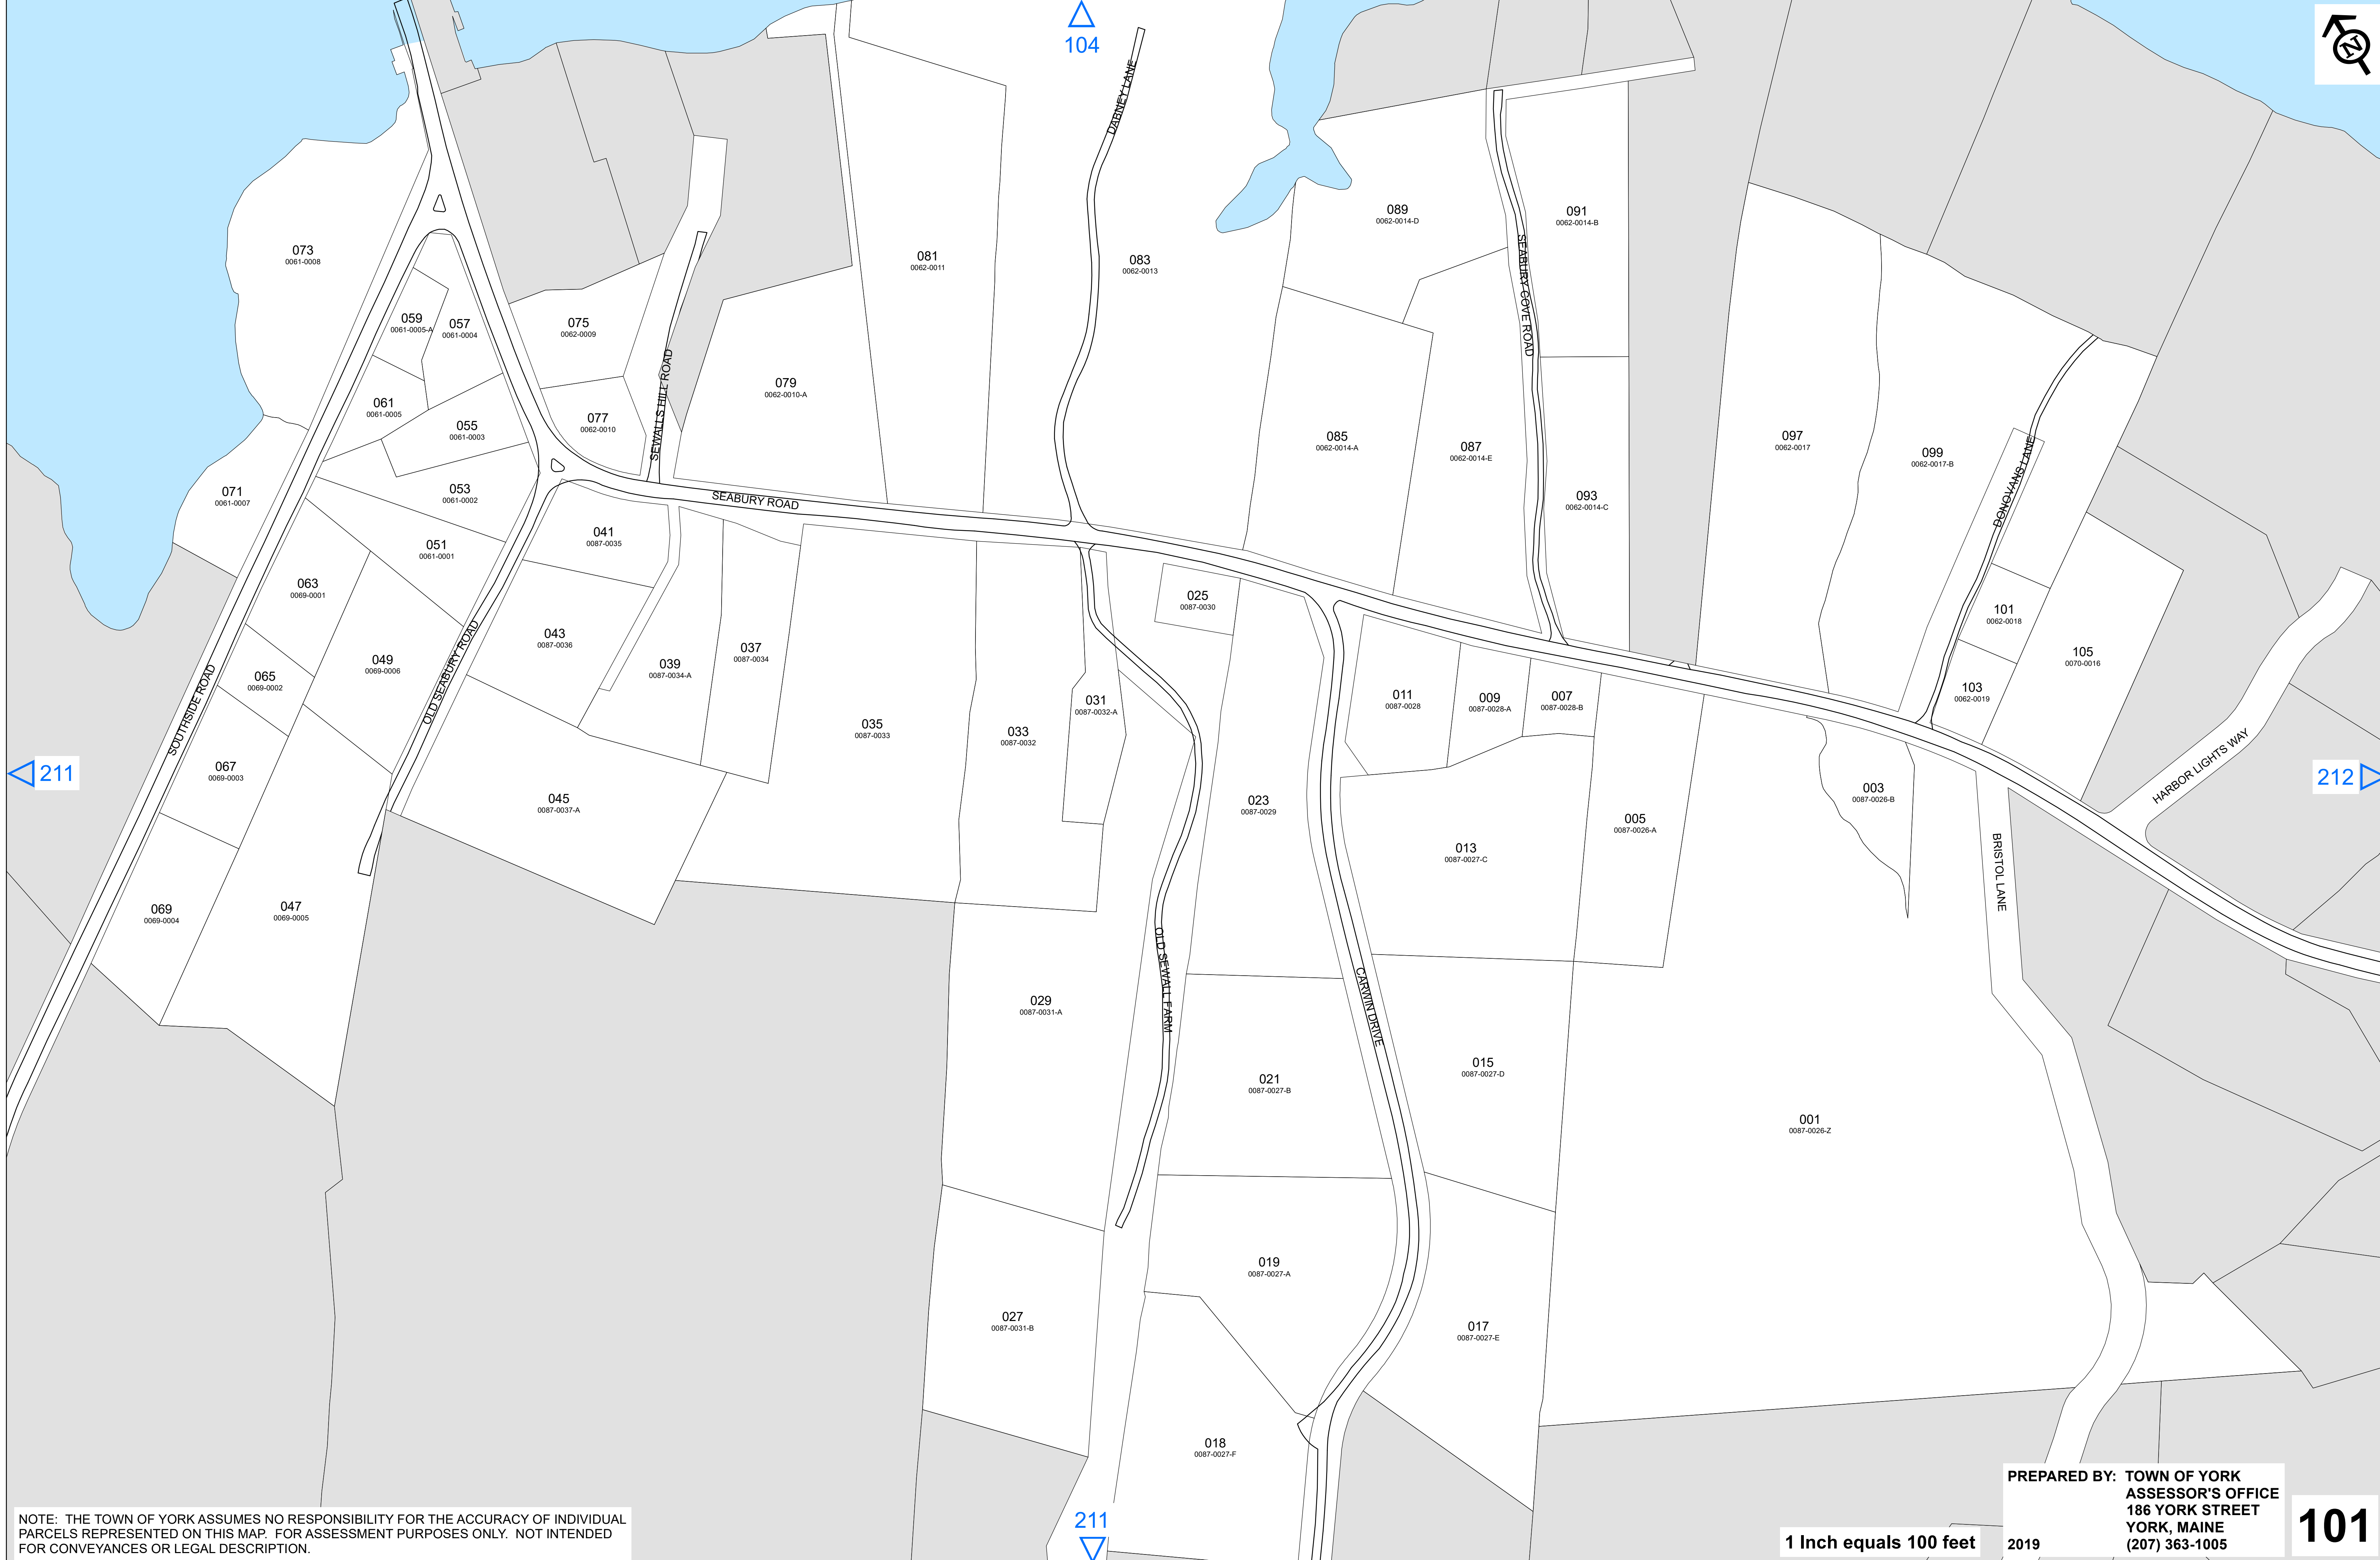 104
N
DABNEY LANE
089
0062-0014-D
091
0062-0014-B
073
0061-0008
081
0062-0011
083
0062-0013
SEABURY COVE ROAD
059
0061-0005-A
057
0061-0004
075
0062-0009
079
0062-0010-A
061
0061-0005
055
0061-0003
077
0062-0010
SEWALLS HILL ROAD
085
0062-0014-A
087
0062-0014-E
097
0062-0017
099
0062-0017-B
DONOVANS LANE
071
0061-0007
053
0061-0002
SEABURY ROAD
093
0062-0014-C
051
0061-0001
041
0087-0035
063
0069-0001
025
0087-0030
101
0062-0018
043
0087-0036
049
0069-0006
OLD SEABURY ROAD
039
0087-0034-A
037
0087-0034
105
0070-0016
065
0069-0002
SOUTHSIDE ROAD
031
0087-0032-A
011
0087-0028
009
0087-0028-A
007
0087-0028-B
103
0062-0019
035
0087-0033
033
0087-0032
211
067
0069-0003
045
0087-0037-A
023
0087-0029
003
0087-0026-B
HARBOR LIGHTS WAY
212
005
0087-0026-A
013
0087-0027-C
BRISTOL LANE
069
0069-0004
047
0069-0005
029
0087-0031-A
OLD SEWALL FARM
CARWIN DRIVE
021
0087-0027-B
015
0087-0027-D
001
0087-0026-Z
019
0087-0027-A
027
0087-0031-B
017
0087-0027-E
018
0087-0027-F
211
NOTE: THE TOWN OF YORK ASSUMES NO RESPONSIBILITY FOR THE ACCURACY OF INDIVIDUAL
PARCELS REPRESENTED ON THIS MAP. FOR ASSESSMENT PURPOSES ONLY. NOT INTENDED
FOR CONVEYANCES OR LEGAL DESCRIPTION.
1 Inch equals 100 feet
PREPARED BY: TOWN OF YORK
ASSESSOR'S OFFICE
186 YORK STREET
YORK, MAINE
2019 (207) 363-1005
101